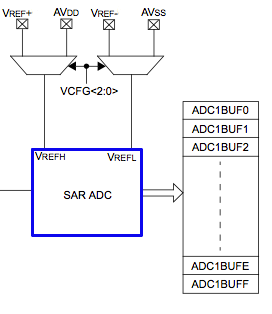 VREF+ AVDD VREF- AVSS
VCFG<2:0>
VREFH VREFL
SAR ADC
ADC1BUF0
ADC1BUF1
ADC1BUF2
ADC1BUFE
ADC1BUFF